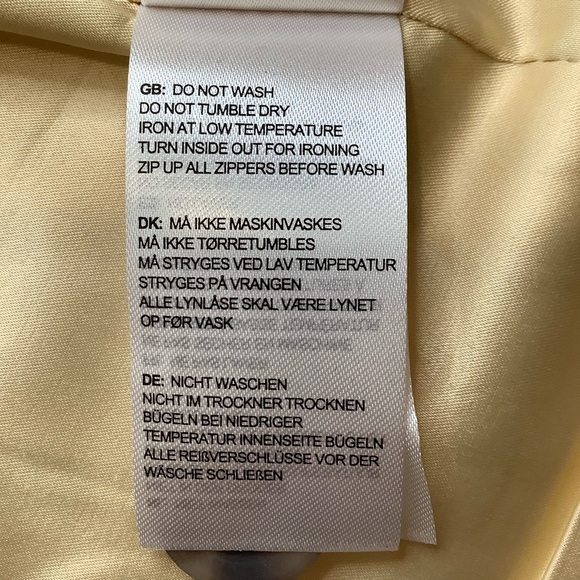 GB: DO NOT WASH
DO NOT TUMBLE DRY
IRON AT LOW TEMPERATURE
TURN INSIDE OUT FOR IRONING
ZIP UP ALL ZIPPERS BEFORE WASH
DK: MÅ IKKE MASKINVASKES
MÅ IKKE TØRRETUMBLES
MÅ STRYGES VED LAV TEMPERATUR
STRYGES PÅ VRANGEN
ALLE LYNLÅSE SKAL VÆRE LYNET
OP FØR VASK
DE: NICHT WASCHEN
NICHT IM TROCKNER TROCKNEN
BÜGELN BEI NIEDRIGER
TEMPERATUR INNENSEITE BÜGELN
ALLE REIßVERSCHLÜSSE VOR DER
WÄSCHE SCHLIEßEN